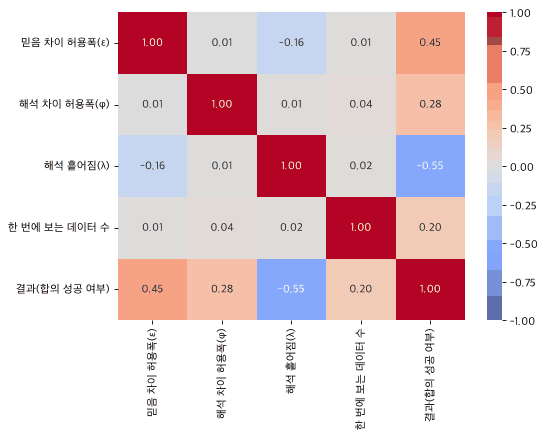 믿음 차이 허용폭(ε) 1.00 0.01 -0.16 0.01 0.45
해석 차이 허용폭(φ) 0.01 1.00 0.01 0.04 0.28
해석 흩어짐(λ) -0.16 0.01 1.00 0.02 -0.55
한 번에 보는 데이터 수 0.01 0.04 0.02 1.00 0.20
결과(합의 성공 여부) 0.45 0.28 -0.55 0.20 1.00
믿음 차이 허용폭(ε)
해석 차이 허용폭(φ)
해석 흩어짐(λ)
한 번에 보는 데이터 수
결과(합의 성공 여부)
1.00
0.75
0.50
0.25
0.00
-0.25
-0.50
-0.75
-1.00